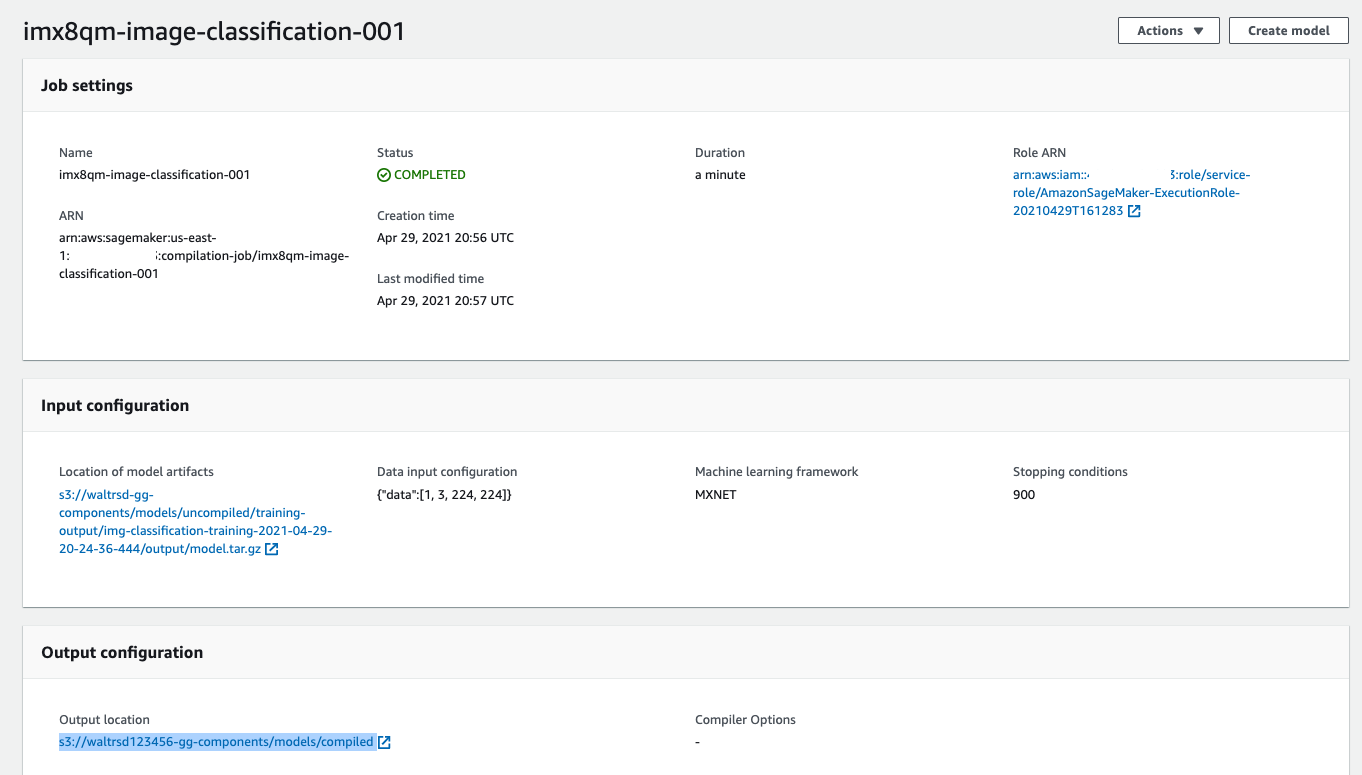 imx8qm-image-classification-001
Actions
Create model
Job settings
Name
imx8qm-image-classification-001
ARN
arn:aws:sagemaker:us-east-
1: :compilation-job/imx8qm-image-
classification-001
Status
COMPLETED
Creation time
Apr 29, 2021 20:56 UTC
Last modified time
Apr 29, 2021 20:57 UTC
Duration
a minute
Role ARN
arn:aws:iam:: :role/service-
role/AmazonSageMaker-ExecutionRole-
20210429T161283
Input configuration
Location of model artifacts
s3://waltrsd-gg-
components/models/uncompiled/training-
output/img-classification-training-2021-04-29-
20-24-36-444/output/model.tar.gz
Data input configuration
{"data":[1, 3, 224, 224]}
Machine learning framework
MXNET
Stopping conditions
900
Output configuration
Output location
s3://waltrsd123456-gg-components/models/compiled
Compiler Options
-